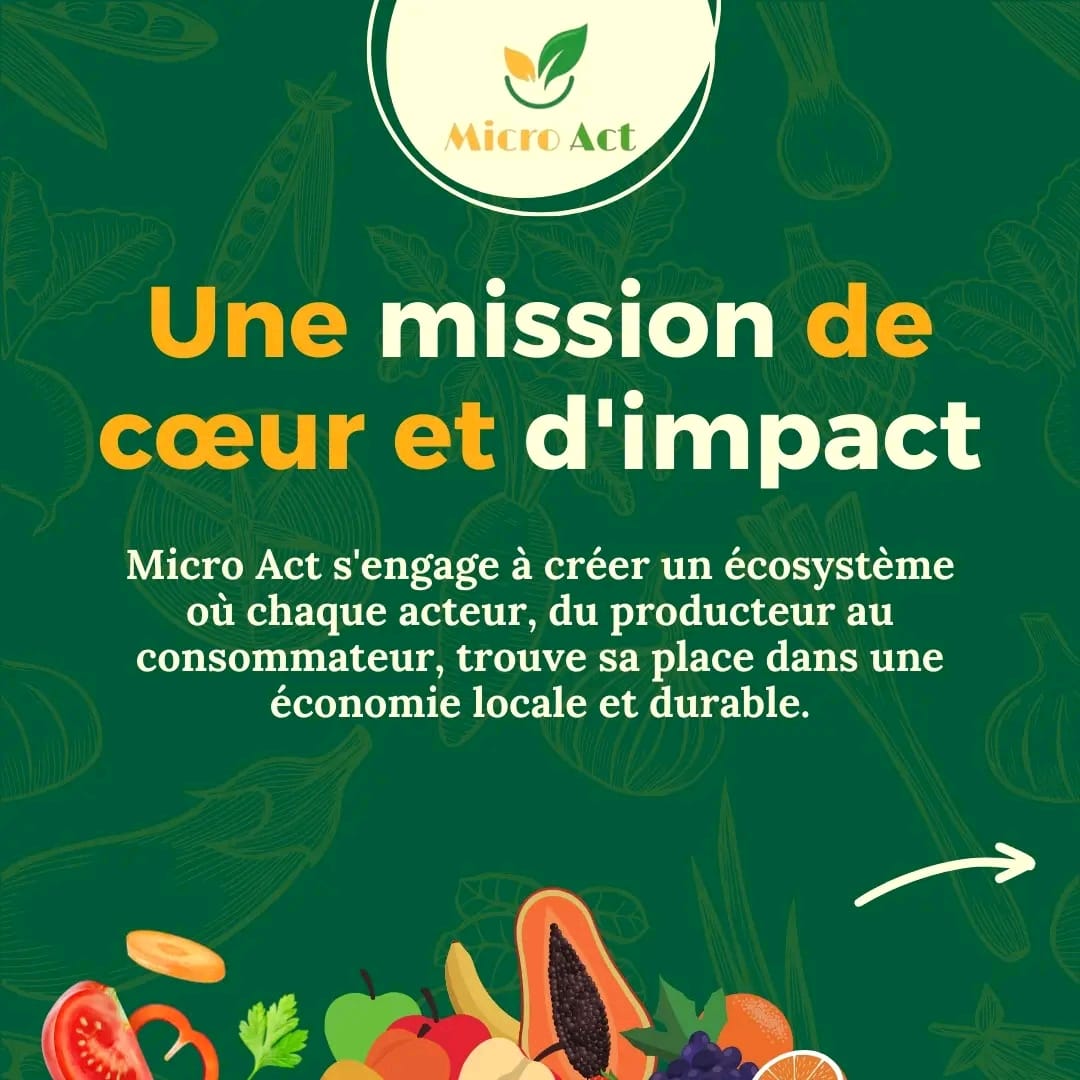 Micro Act
Une mission de
cœur et d'impact
Micro Act s'engage à créer un écosystème
où chaque acteur, du producteur au
consommateur, trouve sa place dans une
économie locale et durable.